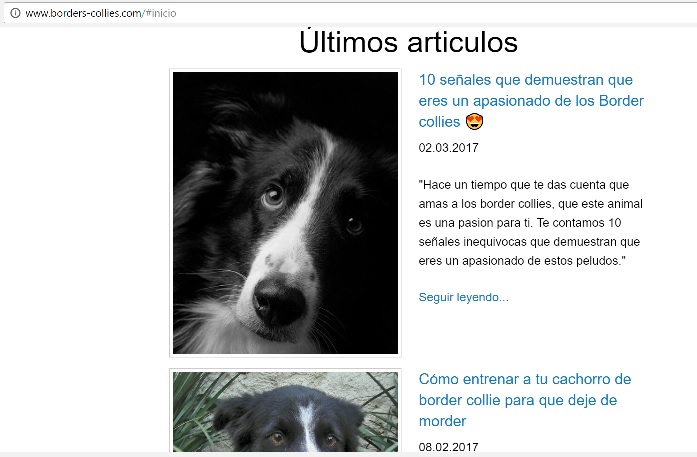 www.borders-collies.com/#inicio
Últimos articulos
10 señales que demuestran que
eres un apasionado de los Border
collies 😍
02.03.2017
"Hace un tiempo que te das cuenta que
amas a los border collies, que este animal
es una pasion para ti. Te contamos 10
señales inequivocas que demuestran que
eres un apasionado de estos peludos."
Seguir leyendo...
Cómo entrenar a tu cachorro de
border collie para que deje de
morder
08.02.2017